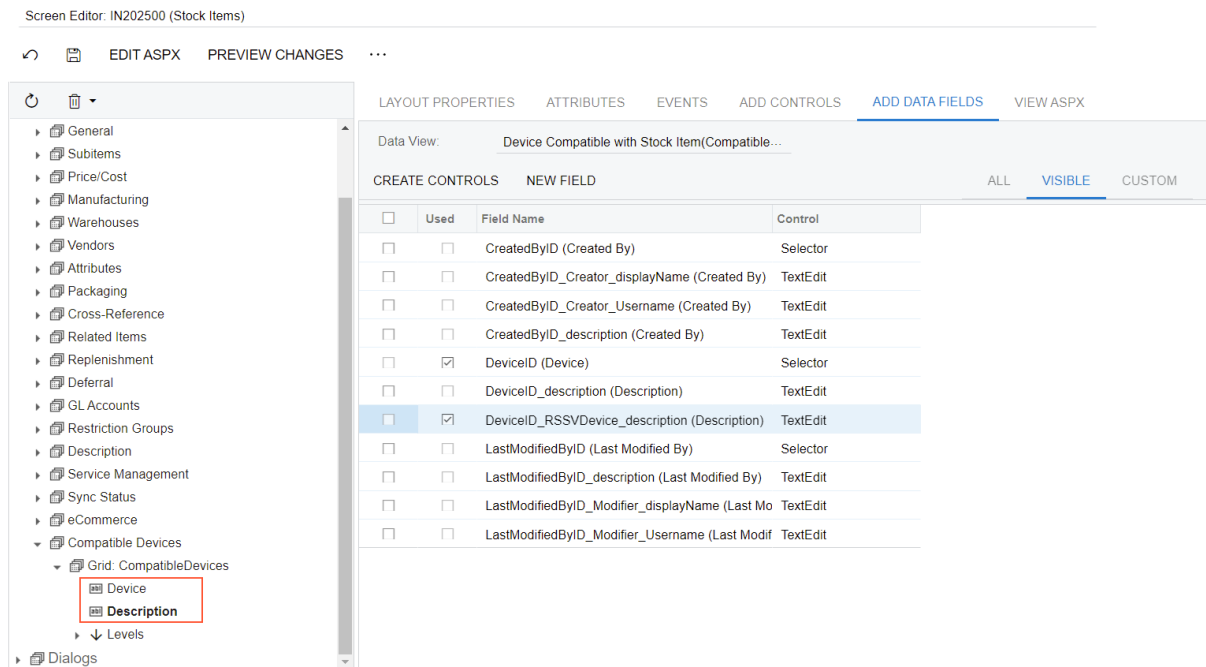 Screen Editor: IN202500 (Stock Items)
EDIT ASPX PREVIEW CHANGES ...
General
Subitems
Price/Cost
Manufacturing
Warehouses
Vendors
Attributes
Packaging
Cross-Reference
Related Items
Replenishment
Deferral
GL Accounts
Restriction Groups
Description
Service Management
Sync Status
eCommerce
Compatible Devices
Grid: CompatibleDevices
Device
Description
Levels
Dialogs
LAYOUT PROPERTIES ATTRIBUTES EVENTS ADD CONTROLS ADD DATA FIELDS VIEW ASPX
Data View: Device Compatible with Stock Item(Compatible...
CREATE CONTROLS NEW FIELD ALL VISIBLE CUSTOM
Used Field Name Control
CreatedByID (Created By) Selector
CreatedByID_Creator_displayName (Created By) TextEdit
CreatedByID_Creator_Username (Created By) TextEdit
CreatedByID_description (Created By) TextEdit
DeviceID (Device) Selector
DeviceID_description (Description) TextEdit
DeviceID_RSSVDevice_description (Description) TextEdit
LastModifiedByID (Last Modified By) Selector
LastModifiedByID_description (Last Modified By) TextEdit
LastModifiedByID_Modifier_displayName (Last Mo TextEdit
LastModifiedByID_Modifier_Username (Last Modif TextEdit